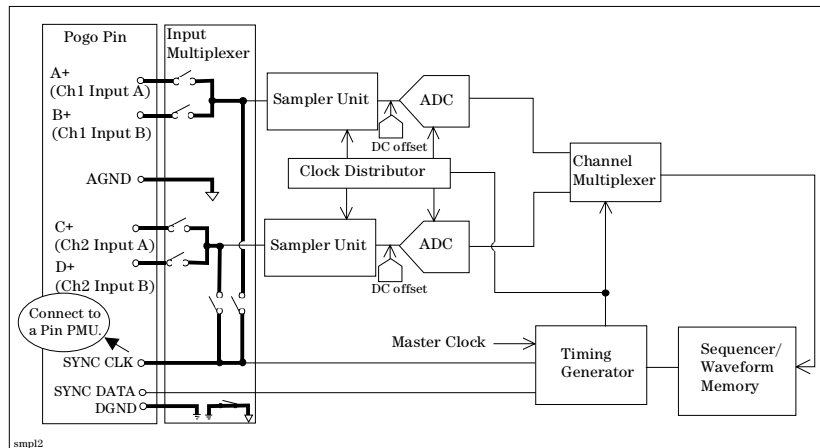 Pogo Pin
Input
Multiplexer
A+
(Ch1 Input A)
B+
(Ch1 Input B)
AGND
C+
(Ch2 Input A)
D+
(Ch2 Input B)
Connect to
a Pin PMU.
SYNC CLK
SYNC DATA
DGND
Sampler Unit
ADC
DC offset
Clock Distributor
Channel
Multiplexer
Sampler Unit
ADC
DC offset
Master Clock
Timing
Generator
Sequencer/
Waveform
Memory
smpl2